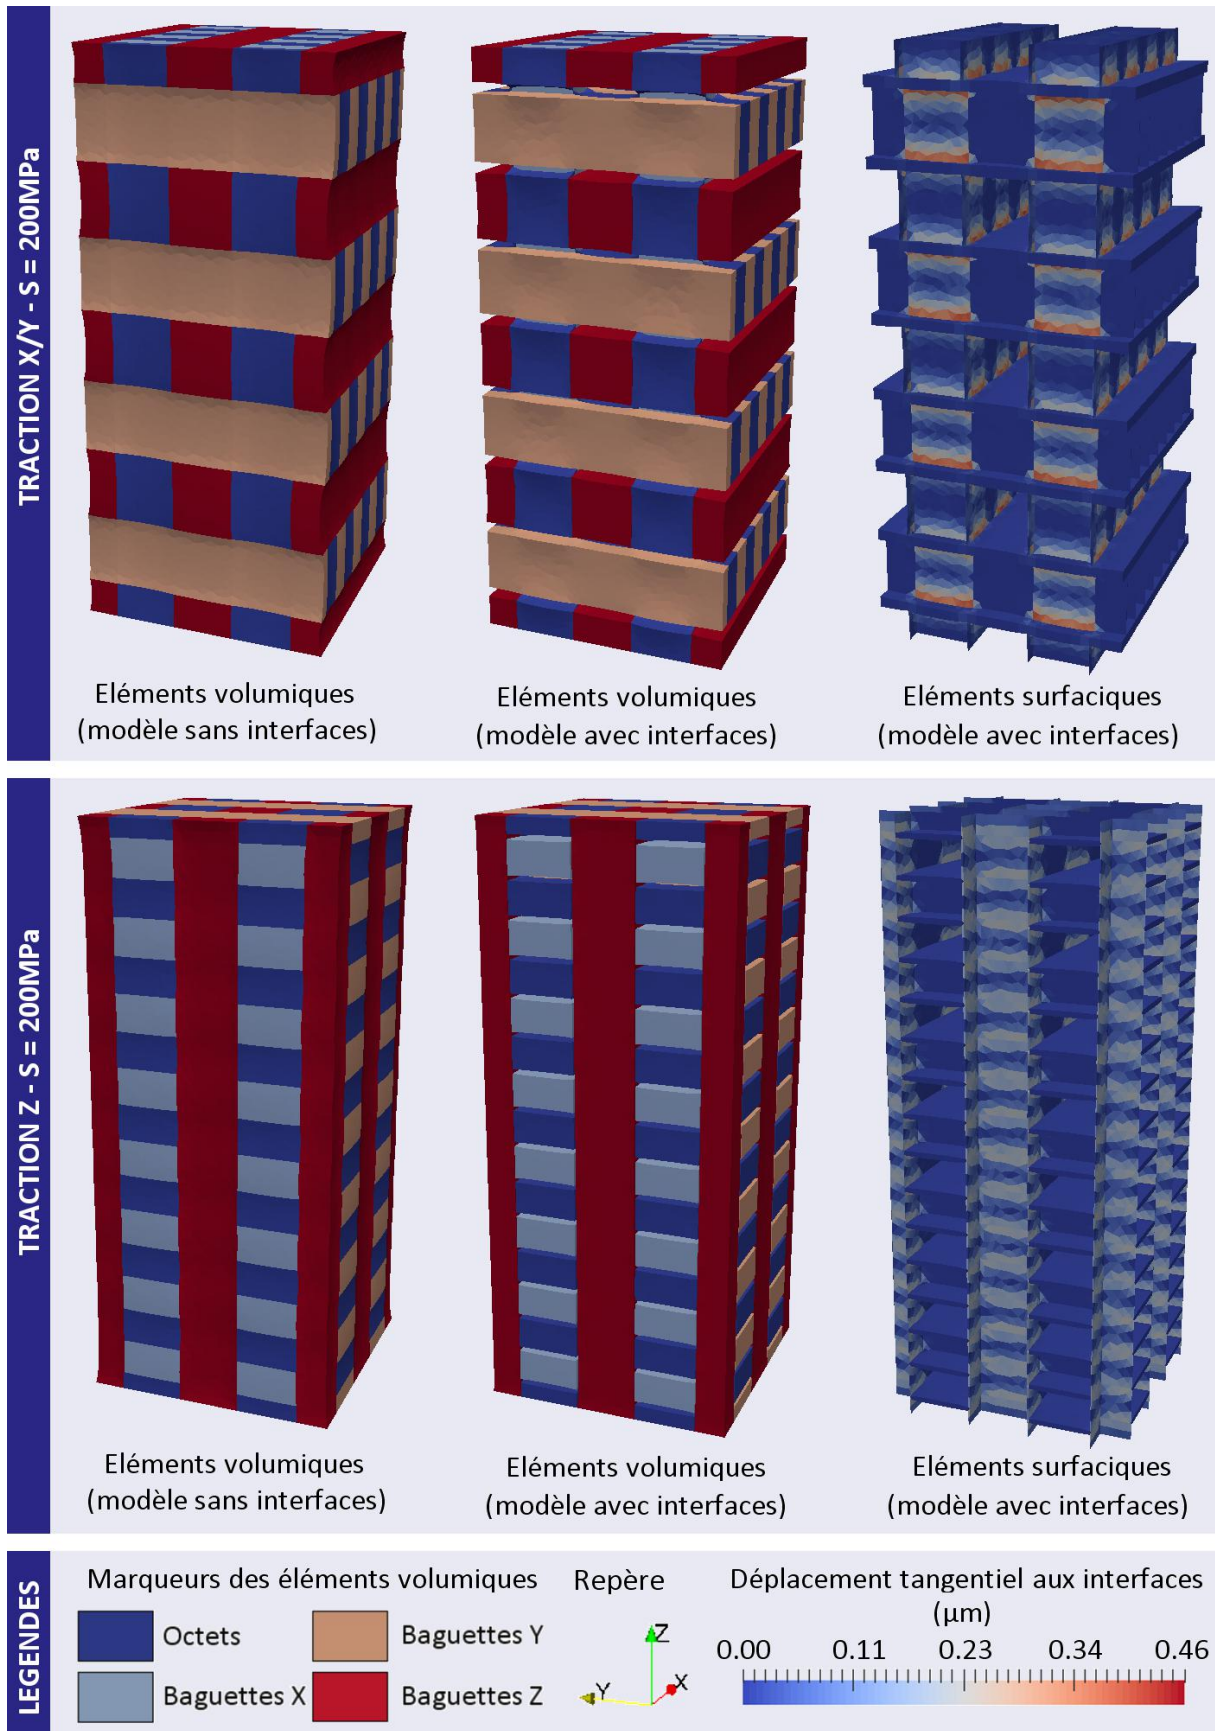 TRACTION X/Y - S = 200MPa
Eléments volumiques
(modèle sans interfaces)
Eléments volumiques
(modèle avec interfaces)
Eléments surfaciques
(modèle avec interfaces)
TRACTION Z - S = 200MPa
Eléments volumiques
(modèle sans interfaces)
Eléments volumiques
(modèle avec interfaces)
Eléments surfaciques
(modèle avec interfaces)
LEGENDES
Marqueurs des éléments volumiques
Octets
Baguettes Y
Baguettes X
Baguettes Z
Repère
Z
Y
X
Déplacement tangentiel aux interfaces
(µm)
0.00 0.11 0.23 0.34 0.46